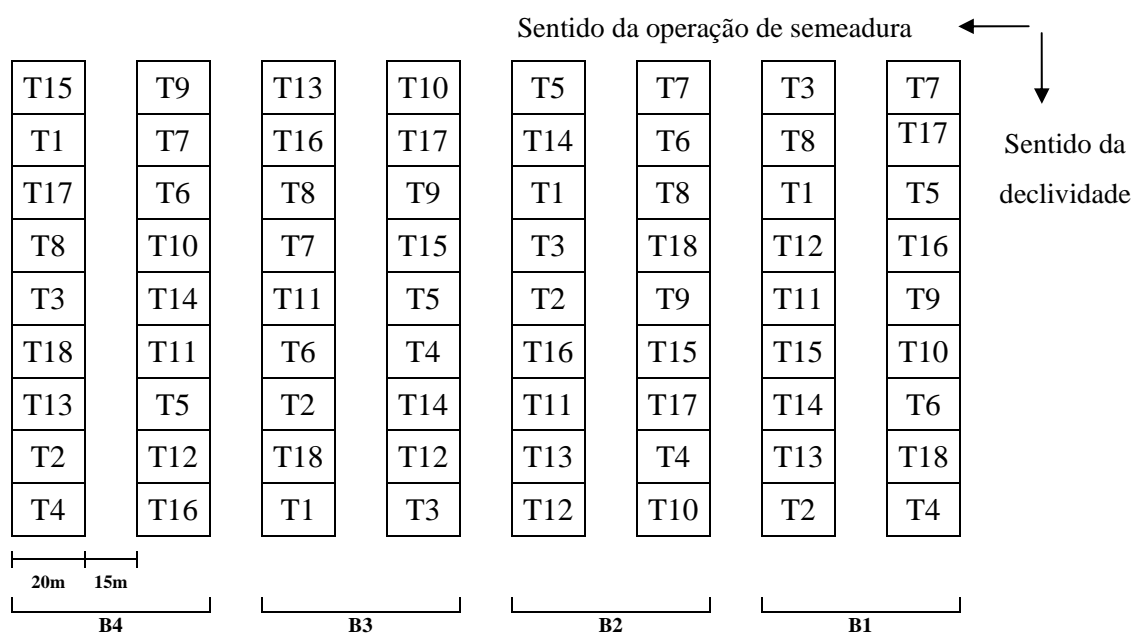 Sentido da operação de semeadura
T15 T9 T13 T10 T5 T7 T3 T7
T1 T7 T16 T17 T14 T6 T8 T17
Sentido da
declividade
T17 T6 T8 T9 T1 T8 T1 T5
T8 T10 T7 T15 T3 T18 T12 T16
T3 T14 T11 T5 T2 T9 T11 T9
T18 T11 T6 T4 T16 T15 T15 T10
T13 T5 T2 T14 T11 T17 T14 T6
T2 T12 T18 T12 T13 T4 T13 T18
T4 T16 T1 T3 T12 T10 T2 T4
20m 15m
B4 B3 B2 B1